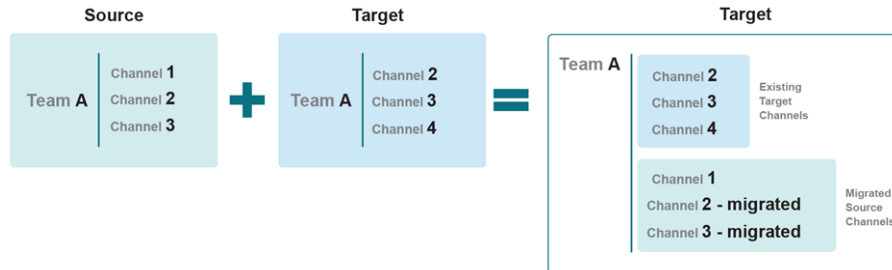 Source
Team A
Channel 1
Channel 2
Channel 3
Target
Team A
Channel 2
Channel 3
Channel 4
Target
Team A
Channel 2
Channel 3
Channel 4
Existing
Target
Channels
Channel 1
Channel 2 - migrated
Channel 3 - migrated
Migrated
Source
Channels